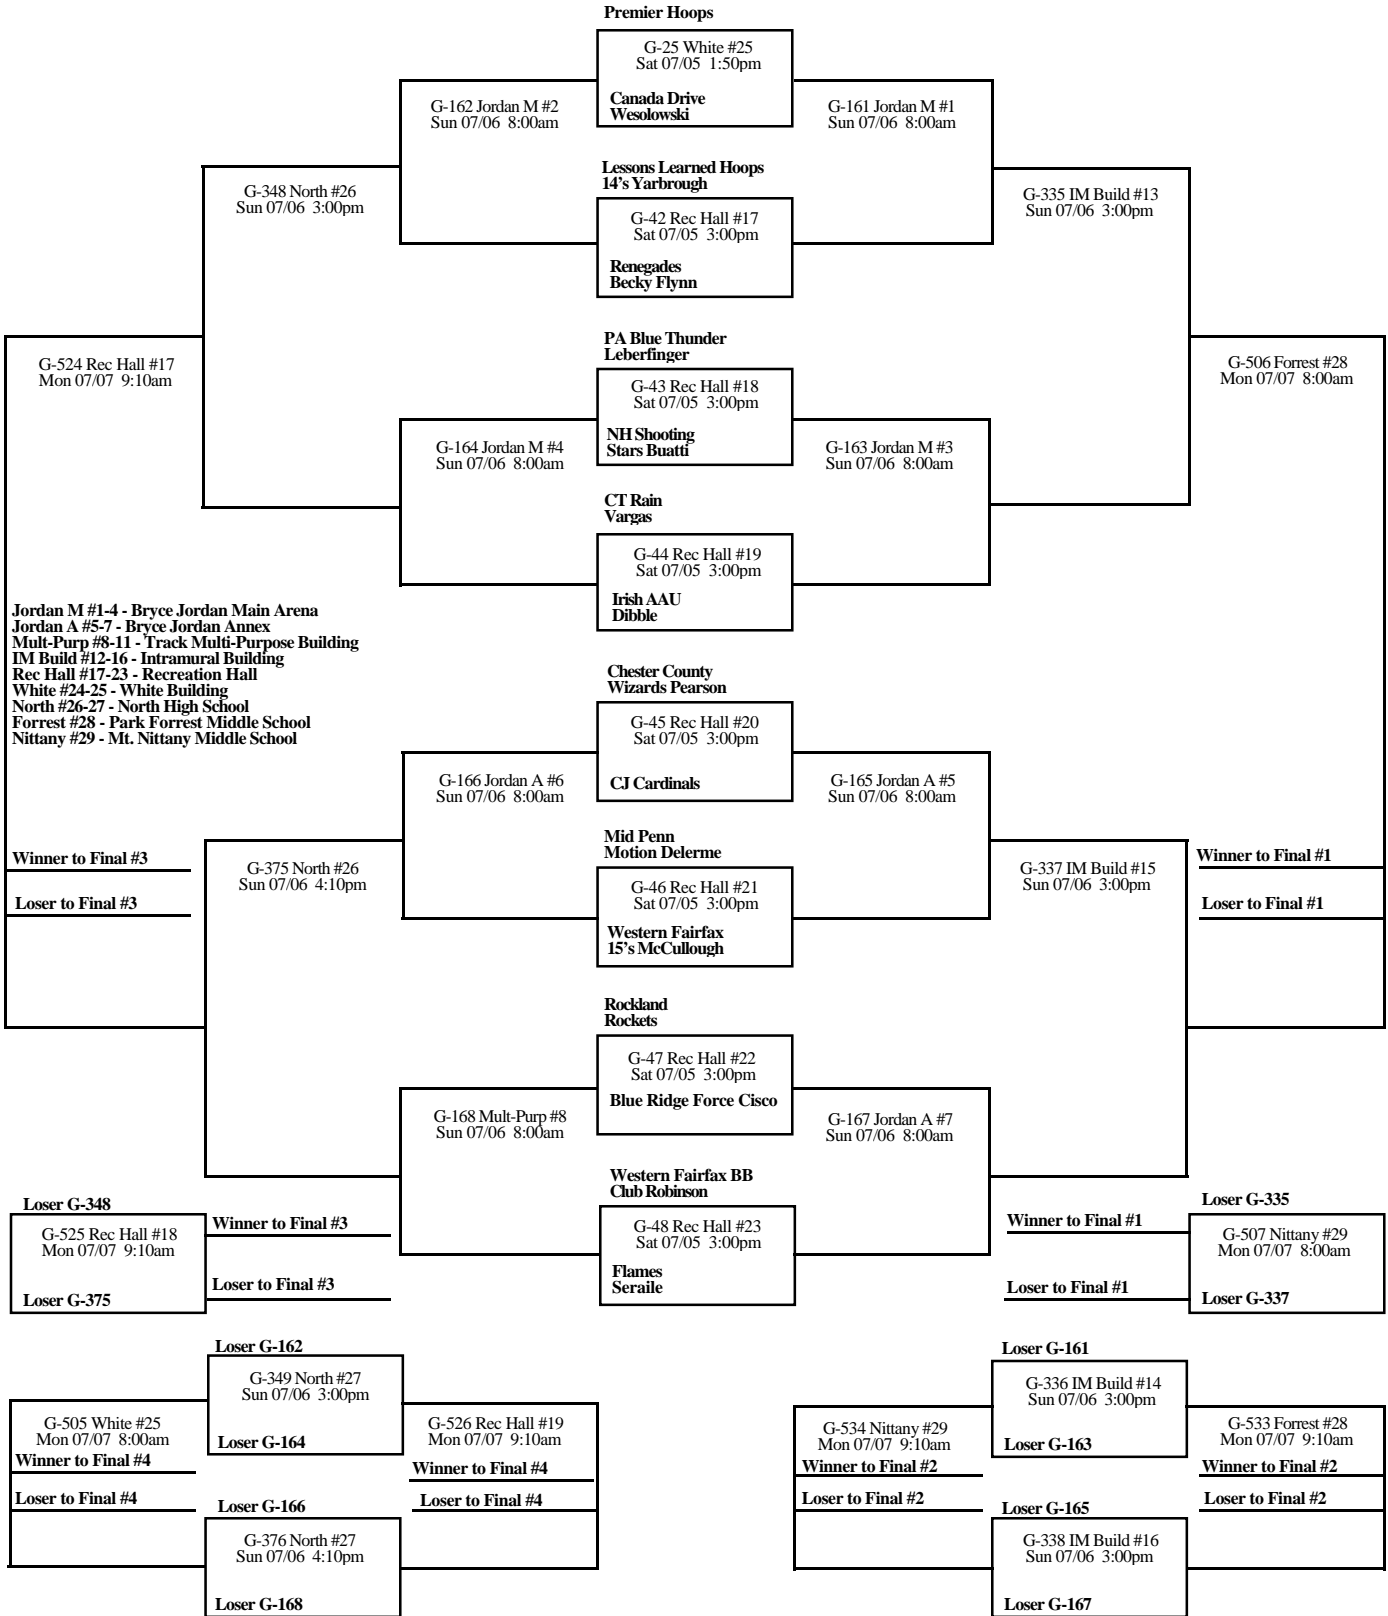 Premier Hoops
G-25 White #25
Sat 07/05 1:50pm
Canada Drive
Wesolowski
G-162 Jordan M #2
Sun 07/06 8:00am
G-161 Jordan M #1
Sun 07/06 8:00am
Lessons Learned Hoops
14's Yarbrough
G-348 North #26
Sun 07/06 3:00pm
G-42 Rec Hall #17
Sat 07/05 3:00pm
G-335 IM Build #13
Sun 07/06 3:00pm
Renegades
Becky Flynn
PA Blue Thunder
Leberfinger
G-524 Rec Hall #17
Mon 07/07 9:10am
G-43 Rec Hall #18
Sat 07/05 3:00pm
G-506 Forrest #28
Mon 07/07 8:00am
G-164 Jordan M #4
Sun 07/06 8:00am
NH Shooting
Stars Buatti
G-163 Jordan M #3
Sun 07/06 8:00am
CT Rain
Vargas
G-44 Rec Hall #19
Sat 07/05 3:00pm
Irish AAU
Dibble
Jordan M #1-4 - Bryce Jordan Main Arena
Jordan A #5-7 - Bryce Jordan Annex
Mult-Purp #8-11 - Track Multi-Purpose Building
IM Build #12-16 - Intramural Building
Rec Hall #17-23 - Recreation Hall
White #24-25 - White Building
North #26-27 - North High School
Forrest #28 - Park Forrest Middle School
Nittany #29 - Mt. Nittany Middle School
Chester County
Wizards Pearson
G-45 Rec Hall #20
Sat 07/05 3:00pm
G-166 Jordan A #6
Sun 07/06 8:00am
CJ Cardinals
G-165 Jordan A #5
Sun 07/06 8:00am
Mid Penn
Motion Delerme
Winner to Final #3
G-375 North #26
Sun 07/06 4:10pm
G-46 Rec Hall #21
Sat 07/05 3:00pm
G-337 IM Build #15
Sun 07/06 3:00pm
Winner to Final #1
Loser to Final #3
Western Fairfax
15's McCullough
Loser to Final #1
Rockland
Rockets
G-47 Rec Hall #22
Sat 07/05 3:00pm
Blue Ridge Force Cisco
G-168 Mult-Purp #8
Sun 07/06 8:00am
G-167 Jordan A #7
Sun 07/06 8:00am
Western Fairfax BB
Club Robinson
Loser G-348
G-525 Rec Hall #18
Mon 07/07 9:10am
Winner to Final #3
G-48 Rec Hall #23
Sat 07/05 3:00pm
Winner to Final #1
Loser G-335
G-507 Nittany #29
Mon 07/07 8:00am
Flames
Seraile
Loser G-375
Loser to Final #3
Loser to Final #1
Loser G-337
Loser G-162
G-349 North #27
Sun 07/06 3:00pm
Loser G-161
G-336 IM Build #14
Sun 07/06 3:00pm
G-505 White #25
Mon 07/07 8:00am
Winner to Final #4
Loser G-164
G-526 Rec Hall #19
Mon 07/07 9:10am
Winner to Final #4
G-534 Nittany #29
Mon 07/07 9:10am
Winner to Final #2
Loser G-163
G-533 Forrest #28
Mon 07/07 9:10am
Winner to Final #2
Loser to Final #4
Loser G-166
Loser to Final #4
Loser to Final #2
Loser G-165
Loser to Final #2
G-376 North #27
Sun 07/06 4:10pm
Loser G-168
G-338 IM Build #16
Sun 07/06 3:00pm
Loser G-167